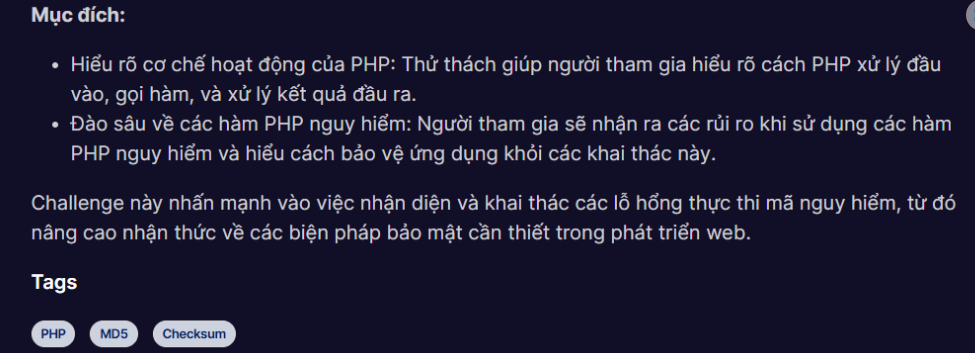 Mục đích:
• Hiểu rõ cơ chế hoạt động của PHP: Thử thách giúp người tham gia hiểu rõ cách PHP xử lý đầu
vào, gọi hàm, và xử lý kết quả đầu ra.
• Đào sâu về các hàm PHP nguy hiểm: Người tham gia sẽ nhận ra các rủi ro khi sử dụng các hàm
PHP nguy hiểm và hiểu cách bảo vệ ứng dụng khỏi các khai thác này.
Challenge này nhấn mạnh vào việc nhận diện và khai thác các lỗ hổng thực thi mã nguy hiểm, từ đó
nâng cao nhận thức về các biện pháp bảo mật cần thiết trong phát triển web.
Tags
PHP MD5 Checksum